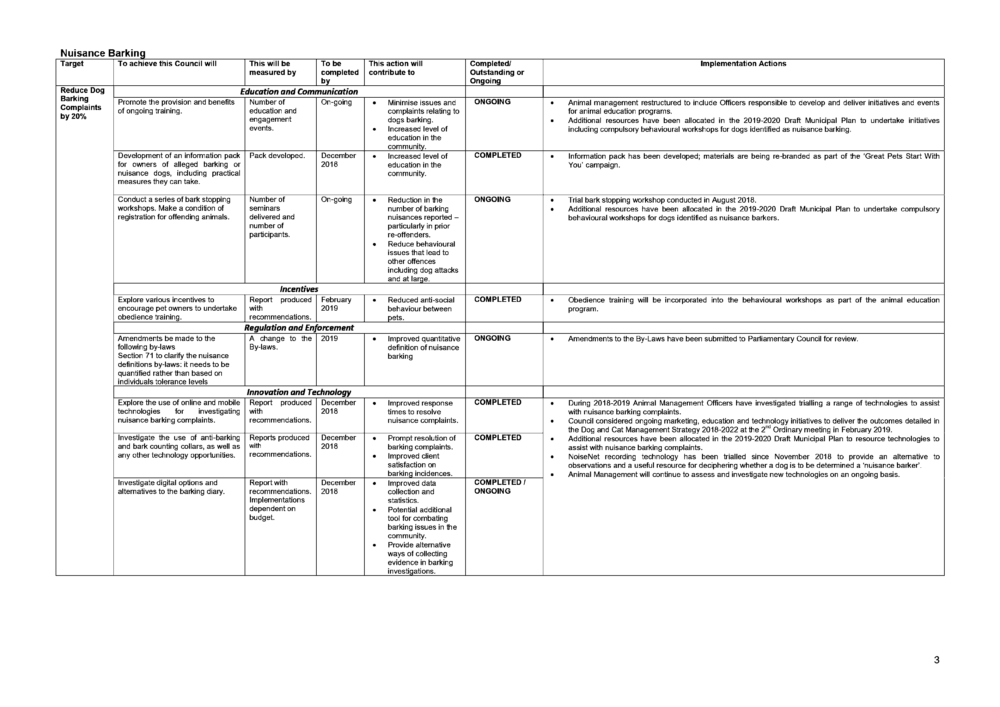 Nuisance Barking
Target
To achieve this Council will
This will be
measured by
To be
completed
by
This action will
contribute to
Completed/
Outstanding or
Ongoing
Implementation Actions
Reduce Dog
Barking
Complaints
by 20%
Education and Communication
Promote the provision and benefits
of ongoing training.
Number of
education and
engagement
events.
On-going
• Minimise issues and
complaints relating to
dogs barking.
• Increased level of
education in the
community.
ONGOING
• Animal management restructured to include Officers responsible to develop and deliver initiatives and events
for animal education programs.
• Additional resources have been allocated in the 2019-2020 Draft Municipal Plan to undertake initiatives
including compulsory behavioural workshops for dogs identified as nuisance barking.
Development of an information pack
for owners of alleged barking or
nuisance dogs, including practical
measures they can take.
Pack developed.
December
2018
• Increased level of
education in the
community.
COMPLETED
• Information pack has been developed; materials are being re-branded as part of the ‘Great Pets Start With
You’ campaign.
Conduct a series of bark stopping
workshops. Make a condition of
registration for offending animals.
Number of
seminars
delivered and
number of
participants.
On-going
• Reduction in the
number of barking
nuisances reported –
particularly in prior
re-offenders.
• Reduce behavioural
issues that lead to
other offences
including dog attacks
and at large.
ONGOING
• Trial bark stopping workshop conducted in August 2018.
• Additional resources have been allocated in the 2019-2020 Draft Municipal Plan to undertake compulsory
behavioural workshops for dogs identified as nuisance barkers.
Incentives
Explore various incentives to
encourage pet owners to undertake
obedience training.
Report produced
with
recommendations.
February
2019
• Reduced anti-social
behaviour between
pets.
COMPLETED
• Obedience training will be incorporated into the behavioural workshops as part of the animal education
program.
Regulation and Enforcement
Amendments be made to the
following by-laws
Section 71 to clarify the nuisance
definitions by-laws: it needs to be
quantified rather than based on
individuals tolerance levels
A change to the
By-laws.
2019
• Improved quantitative
definition of nuisance
barking
ONGOING
• Amendments to the By-Laws have been submitted to Parliamentary Council for review.
Innovation and Technology
Explore the use of online and mobile
technologies for investigating
nuisance barking complaints.
Report produced
with
recommendations.
December
2018
• Improved response
times to resolve
nuisance complaints.
COMPLETED
• During 2018-2019 Animal Management Officers have investigated trialling a range of technologies to assist
with nuisance barking complaints.
• Council considered ongoing marketing, education and technology initiatives to deliver the outcomes detailed in
the Dog and Cat Management Strategy 2018-2022 at the 2nd Ordinary meeting in February 2019.
• Additional resources have been allocated in the 2019-2020 Draft Municipal Plan to resource technologies to
assist with nuisance barking complaints.
• NoiseNet recording technology has been trialled since November 2018 to provide an alternative to
observations and a useful resource for deciphering whether a dog is to be determined a ‘nuisance barker’.
• Animal Management will continue to assess and investigate new technologies on an ongoing basis.
Investigate the use of anti-barking
and bark counting collars, as well as
any other technology opportunities.
Reports produced
with
recommendations.
December
2018
• Prompt resolution of
barking complaints.
• Improved client
satisfaction on
barking incidences.
COMPLETED
Investigate digital options and
alternatives to the barking diary.
Report with
recommendations.
Implementations
dependent on
budget.
December
2018
• Improved data
collection and
statistics.
• Potential additional
tool for combating
barking issues in the
community.
• Provide alternative
ways of collecting
evidence in barking
investigations.
COMPLETED /
ONGOING
3